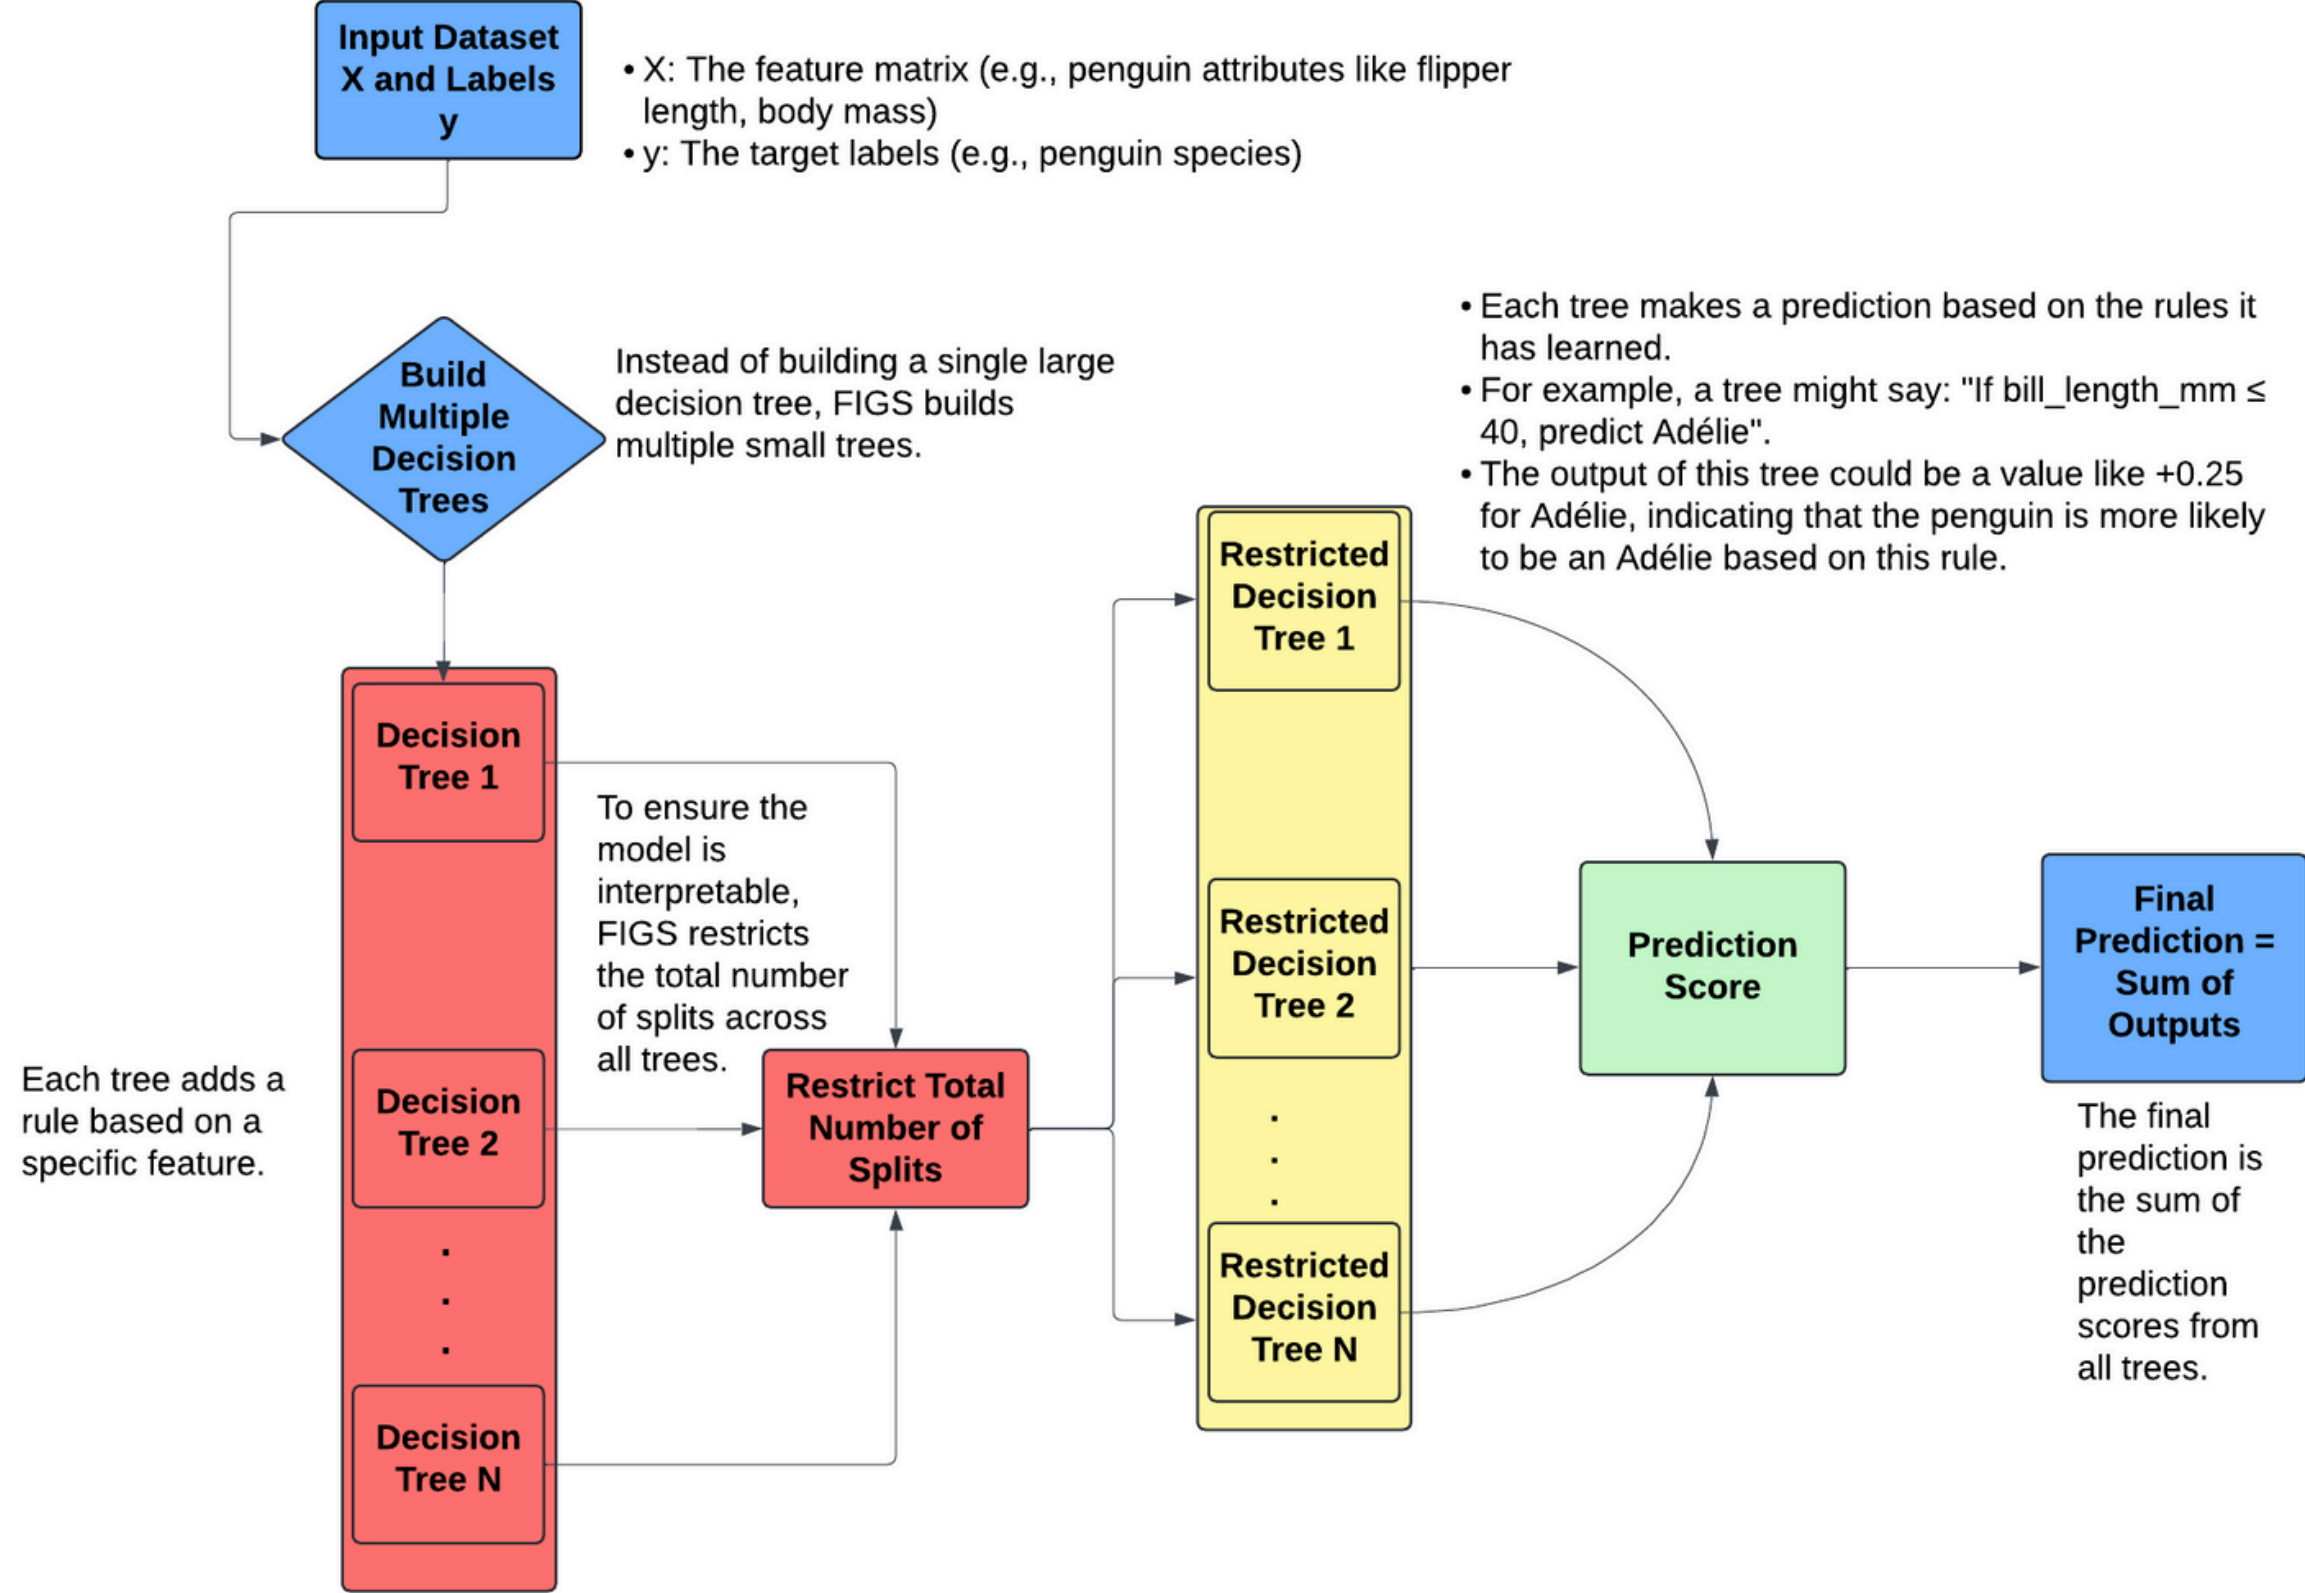 Input Dataset
X and Labels
y
• X: The feature matrix (e.g., penguin attributes like flipper
length, body mass)
• y: The target labels (e.g., penguin species)
Build
Multiple
Decision
Trees
Instead of building a single large
decision tree, FIGS builds
multiple small trees.
• Each tree makes a prediction based on the rules it
has learned.
• For example, a tree might say: "If bill_length_mm ≤
40, predict Adélie".
• The output of this tree could be a value like +0.25
for Adélie, indicating that the penguin is more likely
to be an Adélie based on this rule.
Each tree adds a
rule based on a
specific feature.
Decision
Tree 1
Decision
Tree 2
.
.
.
Decision
Tree N
To ensure the
model is
interpretable,
FIGS restricts
the total number
of splits across
all trees.
Restrict Total
Number of
Splits
Restricted
Decision
Tree 1
Restricted
Decision
Tree 2
.
.
.
Restricted
Decision
Tree N
Prediction
Score
Final
Prediction =
Sum of
Outputs
The final
prediction is
the sum of
the
prediction
scores from
all trees.